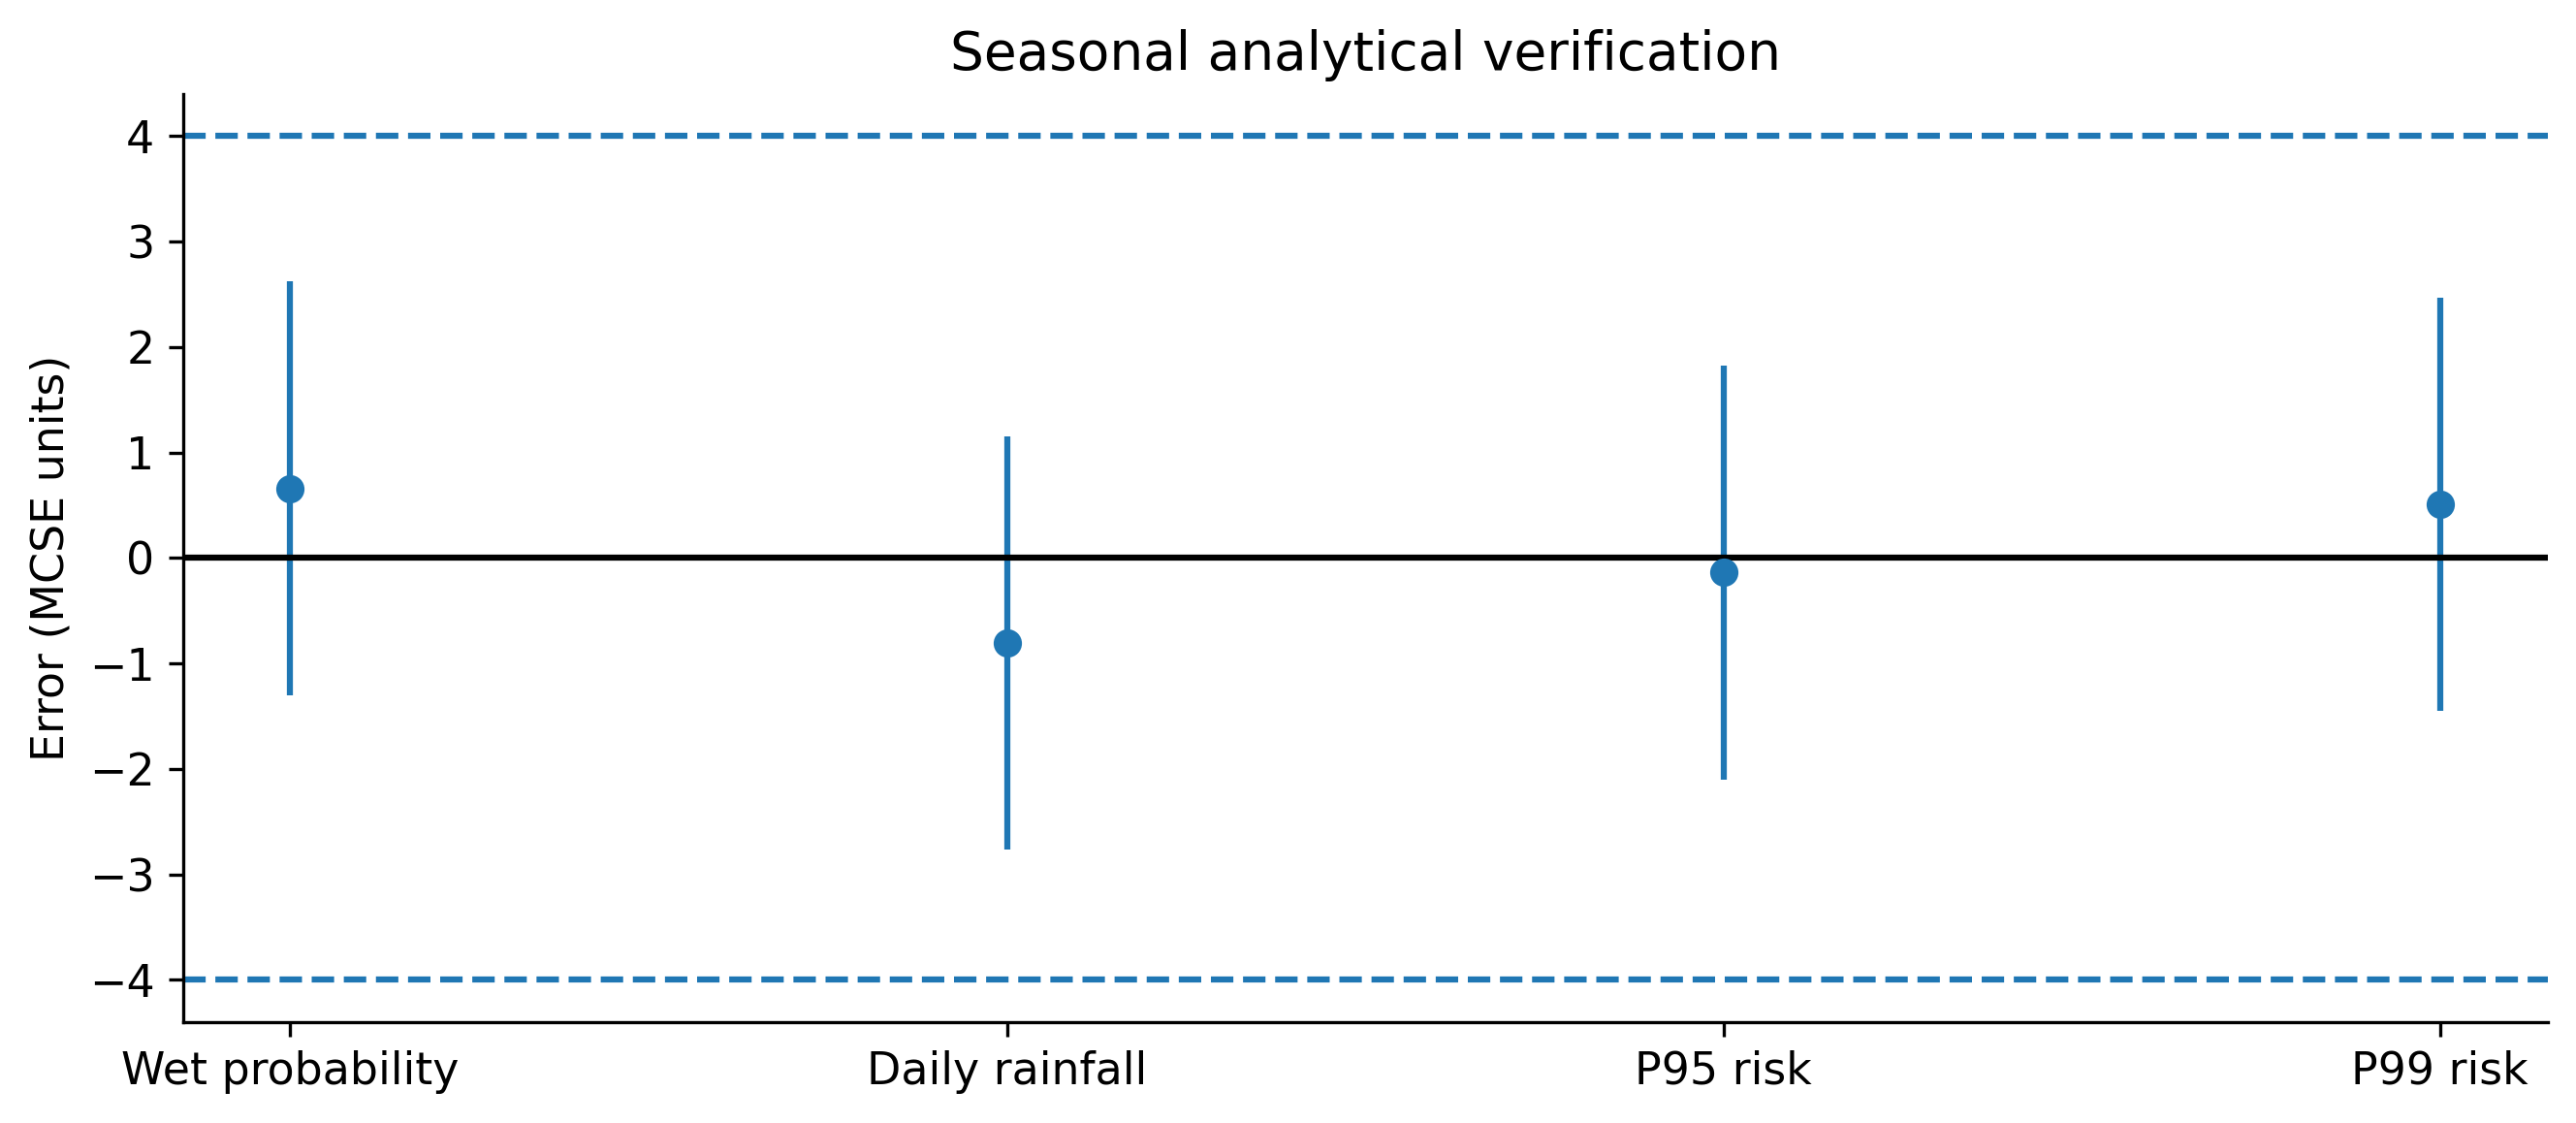 Seasonal analytical verification
Error (MCSE units)
4
3
2
1
0
−1
−2
−3
−4
Wet probability
Daily rainfall
P95 risk
P99 risk